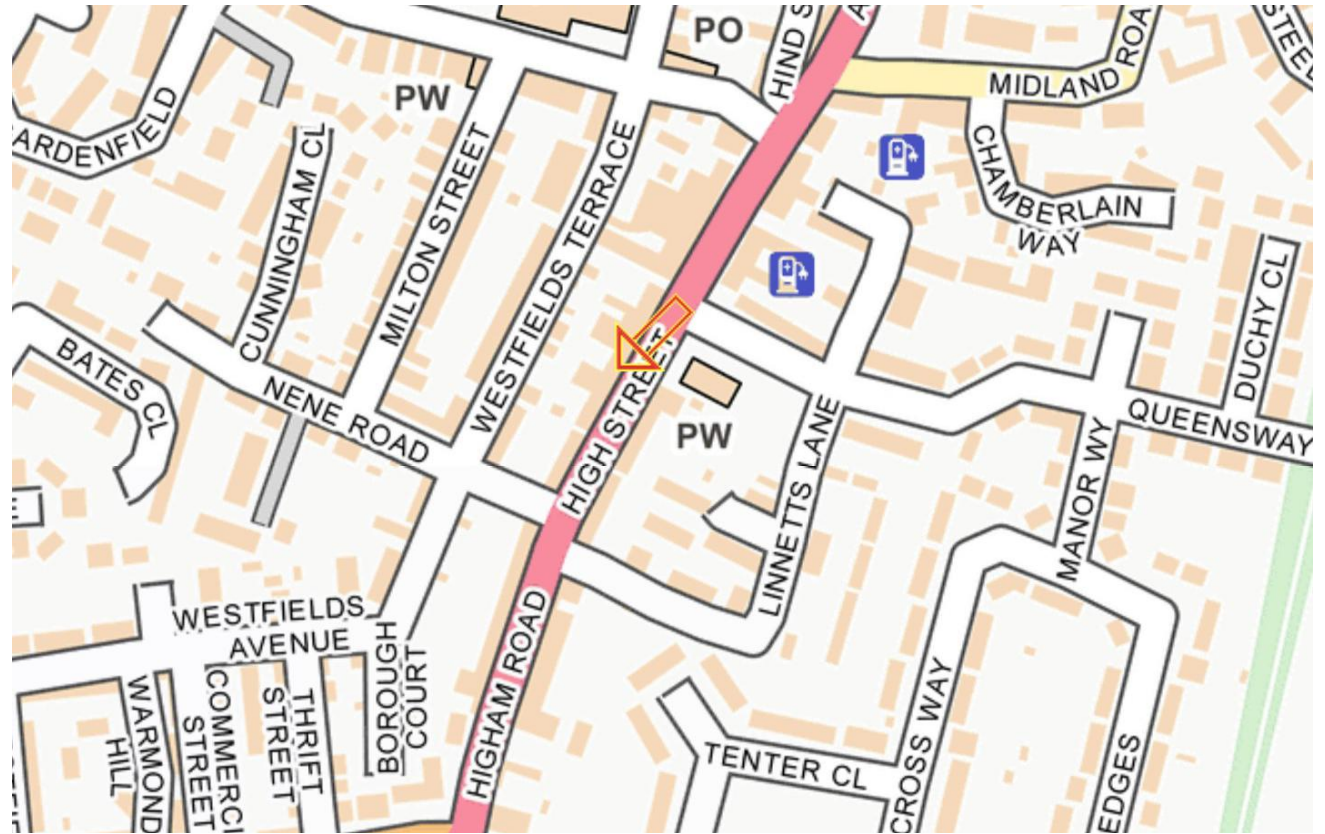 PO
HIND S
A
MIDLAND ROA
STEEL
PW
ARDENFIELD
CUNNINGHAM CL
MILTON STREET
WESTFIELDS TERRACE
CHAMBERLAIN
WAY
DUCHY CL
BATES CL
NENE ROAD
HIGH STREET
PW
LINNETTS LANE
QUEENSWAY
MANOR WY
E
WESTFIELDS
AVENUE
BOROUGH
COURT
HIGHAM ROAD
WARMOND
HILL
COMMERCI
STREET
THRIFT
STREET
TENTER CL
CROSS WAY
EDGES